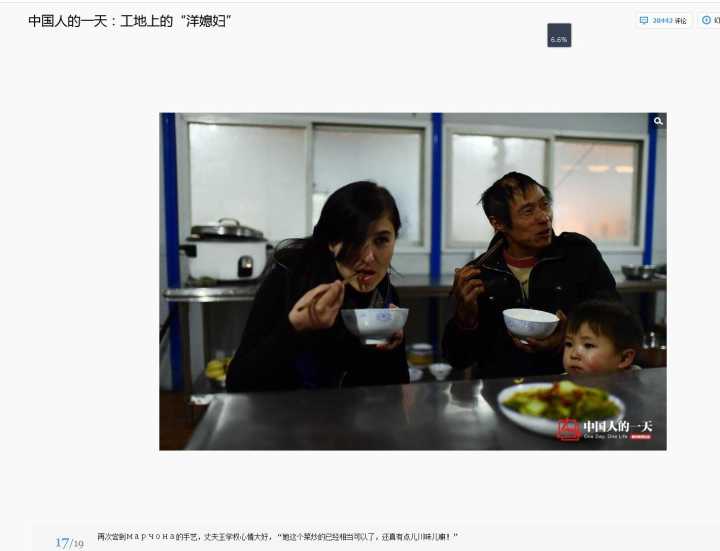 中国人的一天：工地上的“洋媳妇”
28442 评论
幻
6.6%
中国人的一天
One Day, One Life
17/19
再次尝到марчона的手艺，丈夫王学权心情大好，“她这个菜炒的已经相当可以了，还真有点儿川味儿嘛！”